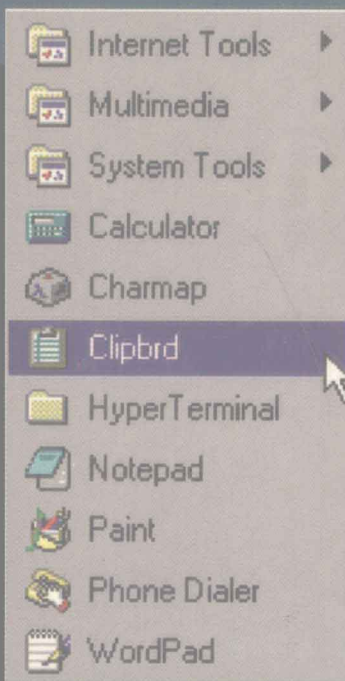 Internet Tools
Multimedia
System Tools
Calculator
Charmap
Clipbrd
HyperTerminal
Notepad
Paint
Phone Dialer
WordPad